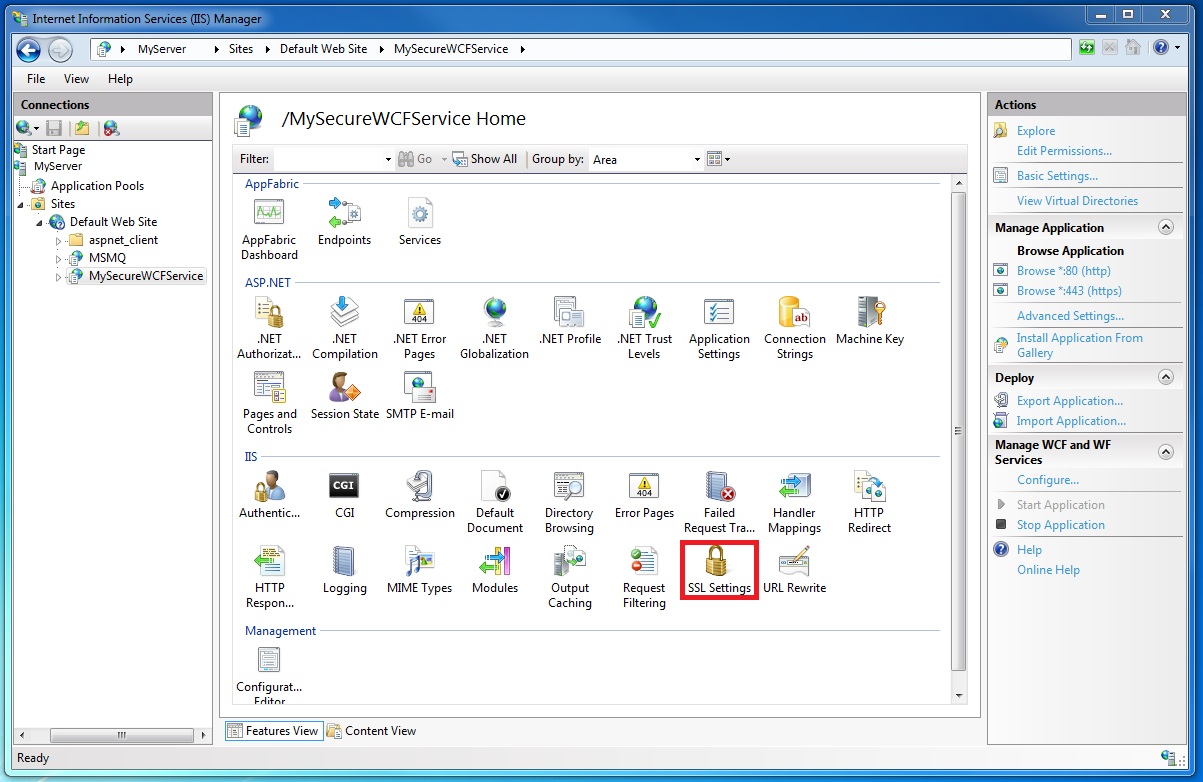 Internet Information Services (IIS) Manager
MyServer Sites Default Web Site MySecureWCFService
File View Help
Connections
Start Page
MyServer
Application Pools
Sites
Default Web Site
aspnet_client
MSMQ
MySecureWCFService
/MySecureWCFService Home
Filter: Go Show All Group by: Area
AppFabric
AppFabric Dashboard
Endpoints
Services
ASP.NET
.NET Authorizat...
.NET Compilation
.NET Error Pages
.NET Globalization
.NET Profile
.NET Trust Levels
Application Settings
Connection Strings
Machine Key
Pages and Controls
Session State
SMTP E-mail
IIS
Authentic...
CGI
CGI
Compression
Default Document
Directory Browsing
404
Error Pages
Failed Request Tra...
Handler Mappings
HTTP Redirect
HTTP Respon...
Logging
MIME Types
Modules
Output Caching
Request Filtering
SSL Settings
URL Rewrite
Management
Configurat... Editor
Features View Content View
Actions
Explore
Edit Permissions...
Basic Settings...
View Virtual Directories
Manage Application
Browse Application
Browse *:80 (http)
Browse *:443 (https)
Advanced Settings...
Install Application From
Gallery
Deploy
Export Application...
Import Application...
Manage WCF and WF
Services
Configure...
Start Application
Stop Application
Help
Online Help
Ready